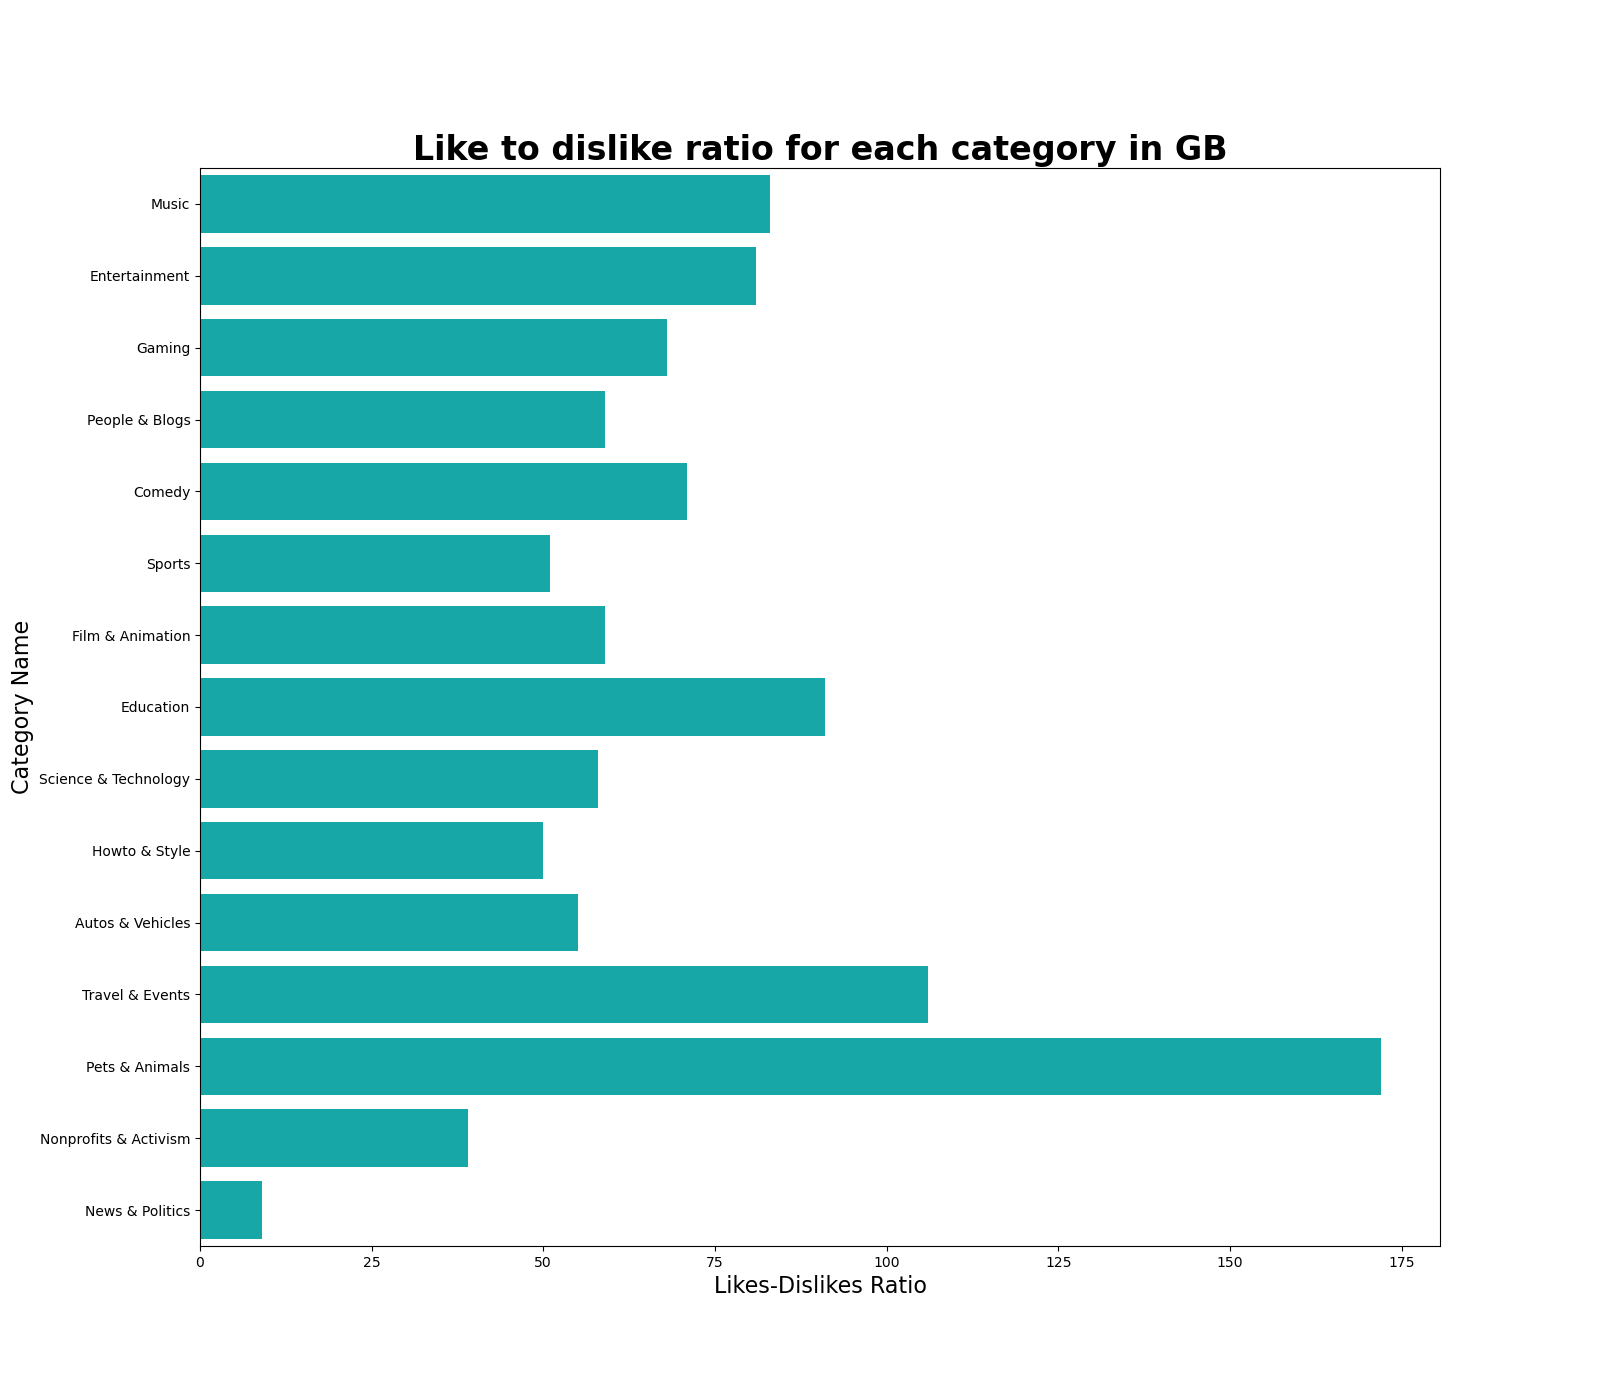 Like to dislike ratio for each category in GB
Music
Entertainment
Gaming
People & Blogs
Comedy
Sports
Film & Animation
Education
Science & Technology
Howto & Style
Autos & Vehicles
Travel & Events
Pets & Animals
Nonprofits & Activism
News & Politics
Category Name
0 25 50 75 100 125 150 175
Likes-Dislikes Ratio